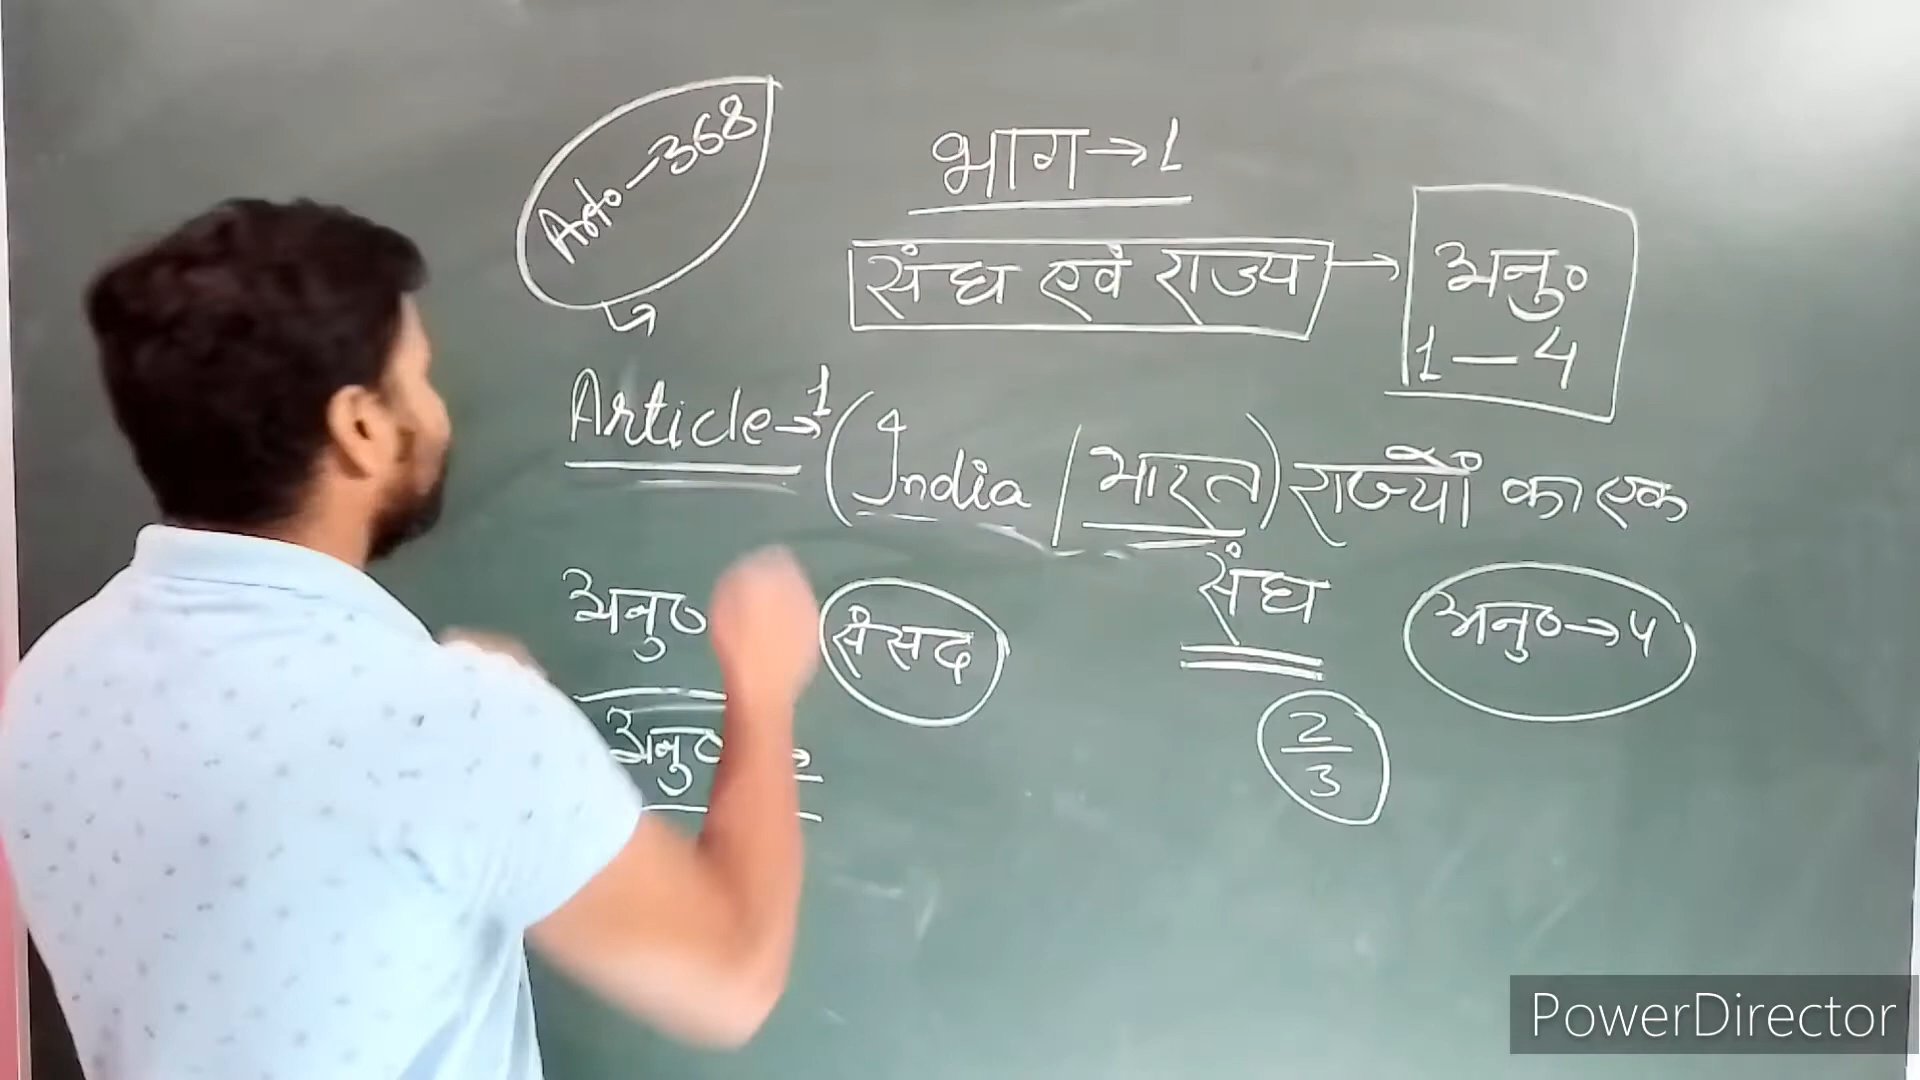 Art० - 368
भाग → 1
संघ एवं राज्य →
अनु०
1 - 4
Article → 1 (India / भारत) राज्यों का एक
संघ
अनु०
संसद
अनु० → 4
2/3
अनु०
PowerDirector